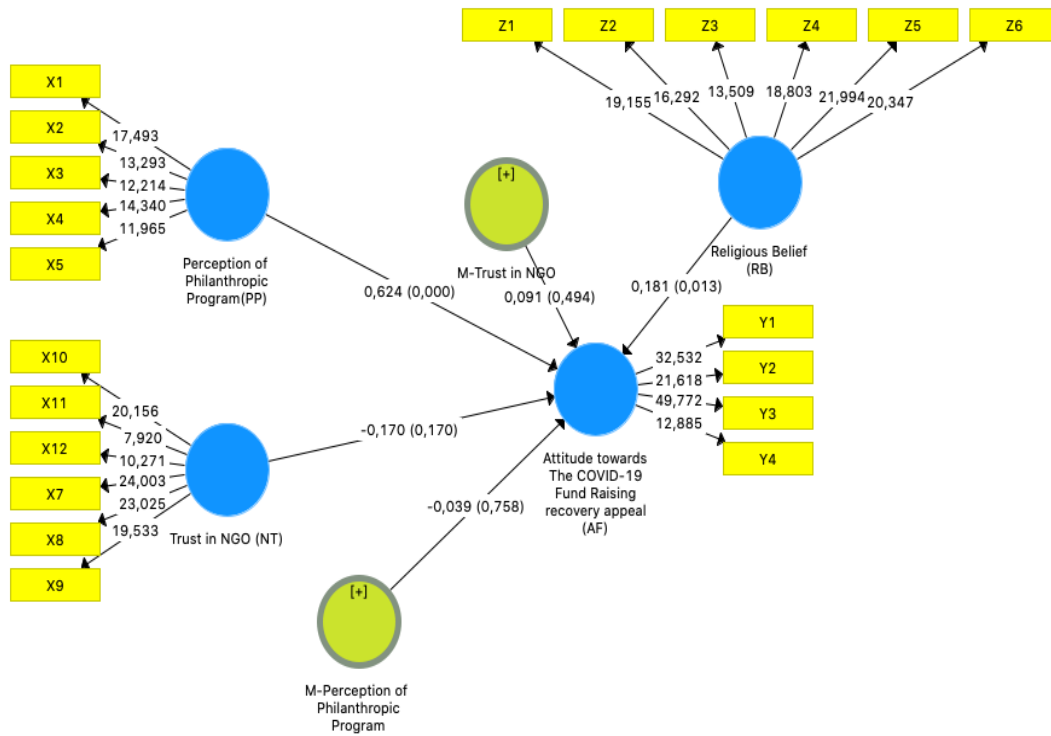 Z1
Z2
Z3
Z4
Z5
Z6
19,155
16,292
13,509
18,803
21,994
20,347
Religious Belief
(RB)
X1
X2
X3
X4
X5
17,493
13,293
12,214
14,340
11,965
Perception of
Philanthropic
Program(PP)
[+]
M-Trust in NGO
0,624 (0,000)
0,091 (0,494)
0,181 (0,013)
Y1
Y2
Y3
Y4
32,532
21,618
49,772
12,885
Attitude towards
The COVID-19
Fund Raising
recovery appeal
(AF)
X10
X11
X12
X7
X8
X9
20,156
7,920
10,271
24,003
23,025
19,533
Trust in NGO (NT)
-0,170 (0,170)
-0,039 (0,758)
[+]
M-Perception of
Philanthropic
Program